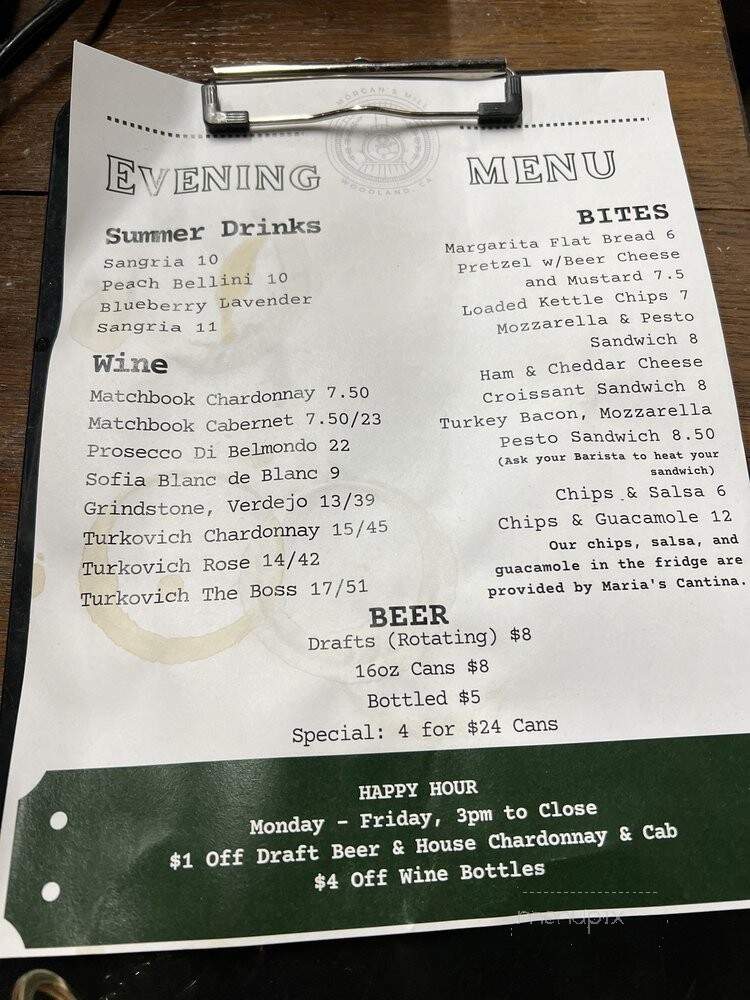 MORGAN'S MILL
WOODLAND, CA
EVENING MENU
Summer Drinks
Sangria 10
Peach Bellini 10
Blueberry Lavender
Sangria 11
Wine
Matchbook Chardonnay 7.50
Matchbook Cabernet 7.50/23
Prosecco Di Belmondo 22
Sofia Blanc de Blanc 9
Grindstone, Verdejo 13/39
Turkovich Chardonnay 15/45
Turkovich Rose 14/42
Turkovich The Boss 17/51
BITES
Margarita Flat Bread 6
Pretzel w/Beer Cheese
and Mustard 7.5
Loaded Kettle Chips 7
Mozzarella & Pesto
Sandwich 8
Ham & Cheddar Cheese
Croissant Sandwich 8
Turkey Bacon, Mozzarella
Pesto Sandwich 8.50
(Ask your Barista to heat your
sandwich)
Chips & Salsa 6
Chips & Guacamole 12
Our chips, salsa, and
guacamole in the fridge are
provided by Maria's Cantina.
BEER
Drafts (Rotating) $8
16oz Cans $8
Bottled $5
Special: 4 for $24 Cans
HAPPY HOUR
Monday - Friday, 3pm to Close
$1 Off Draft Beer & House Chardonnay & Cab
$4 Off Wine Bottles
menupix